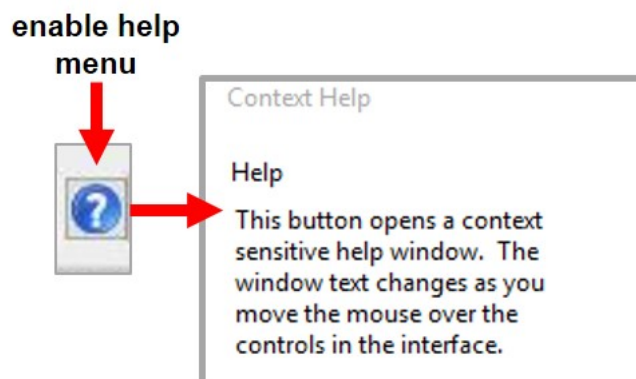 enable help
menu
Context Help
?
Help
This button opens a context
sensitive help window.  The
window text changes as you
move the mouse over the
controls in the interface.